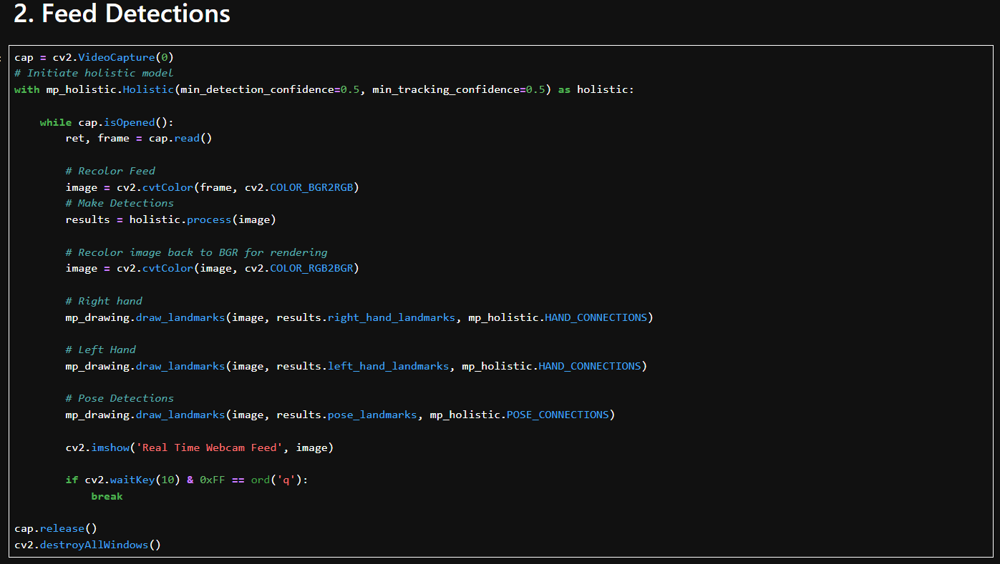 2. Feed Detections
:
cap = cv2.VideoCapture(0)
# Initiate holistic model
with mp_holistic.Holistic(min_detection_confidence=0.5, min_tracking_confidence=0.5) as holistic:
    while cap.isOpened():
        ret, frame = cap.read()
        # Recolor Feed
        image = cv2.cvtColor(frame, cv2.COLOR_BGR2RGB)
        # Make Detections
        results = holistic.process(image)
        # Recolor image back to BGR for rendering
        image = cv2.cvtColor(image, cv2.COLOR_RGB2BGR)
        # Right hand
        mp_drawing.draw_landmarks(image, results.right_hand_landmarks, mp_holistic.HAND_CONNECTIONS)
        # Left Hand
        mp_drawing.draw_landmarks(image, results.left_hand_landmarks, mp_holistic.HAND_CONNECTIONS)
        # Pose Detections
        mp_drawing.draw_landmarks(image, results.pose_landmarks, mp_holistic.POSE_CONNECTIONS)
        cv2.imshow('Real Time Webcam Feed', image)
        if cv2.waitKey(10) & 0xFF == ord('q'):
            break
cap.release()
cv2.destroyAllWindows()